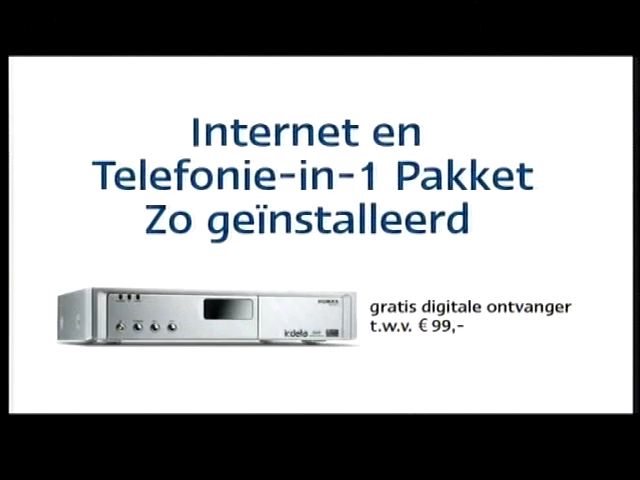 Internet en
Telefonie-in-1 Pakket
Zo geïnstalleerd
gratis digitale ontvanger
t.w.v. € 99,-